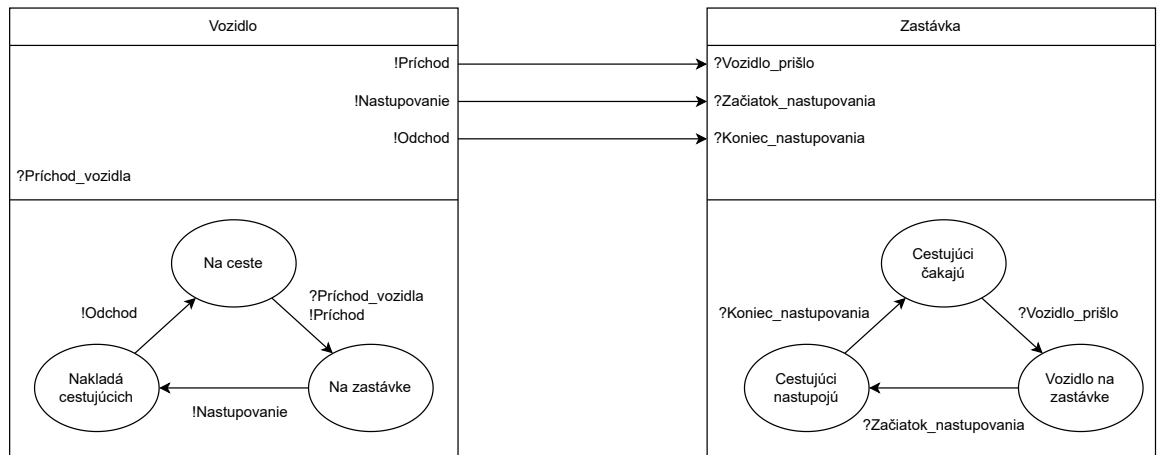 Vozidlo
!Príchod
!Nastupovanie
!Odchod
?Príchod_vozidla
Na ceste
?Príchod_vozidla
!Príchod
!Odchod
Nakladá
cestujúcich
Na zastávke
!Nastupovanie
Zastávka
?Vozidlo_prišlo
?Začiatok_nastupovania
?Koniec_nastupovania
Cestujúci
čakajú
?Koniec_nastupovania
?Vozidlo_prišlo
Cestujúci
nastupojú
Vozidlo na
zastávke
?Začiatok_nastupovania